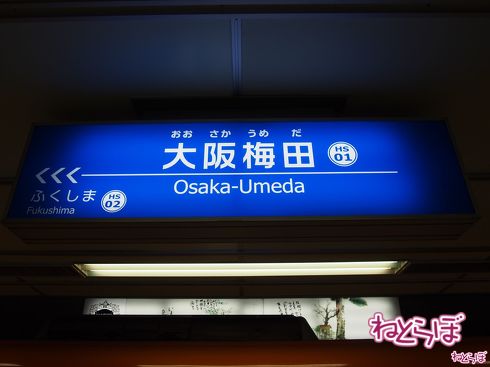 おお さか うめ だ
大阪梅田 HS 01
Osaka-Umeda
ふくしま HS 02
Fukushima
ねとらぼ
ねとらぼ